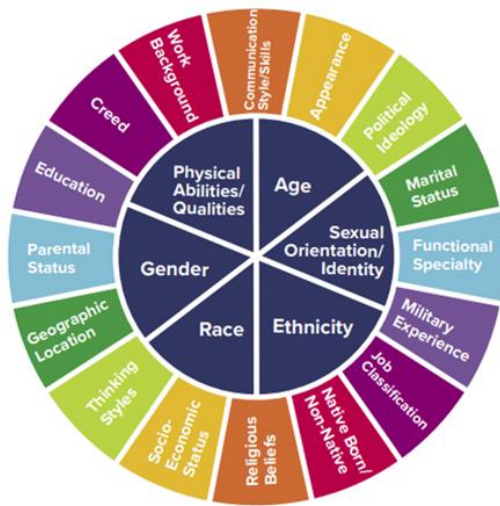 Communication
Style/Skills
Appearance
Political
Ideology
Marital
Status
Functional
Specialty
Military
Experience
Job
Classification
Native Born/
Non-Native
Religious
Beliefs
Socio-
Economic
Status
Thinking
Styles
Geographic
Location
Parental
Status
Education
Creed
Work
Background
Age
Sexual
Orientation/
Identity
Ethnicity
Race
Gender
Physical
Abilities/
Qualities